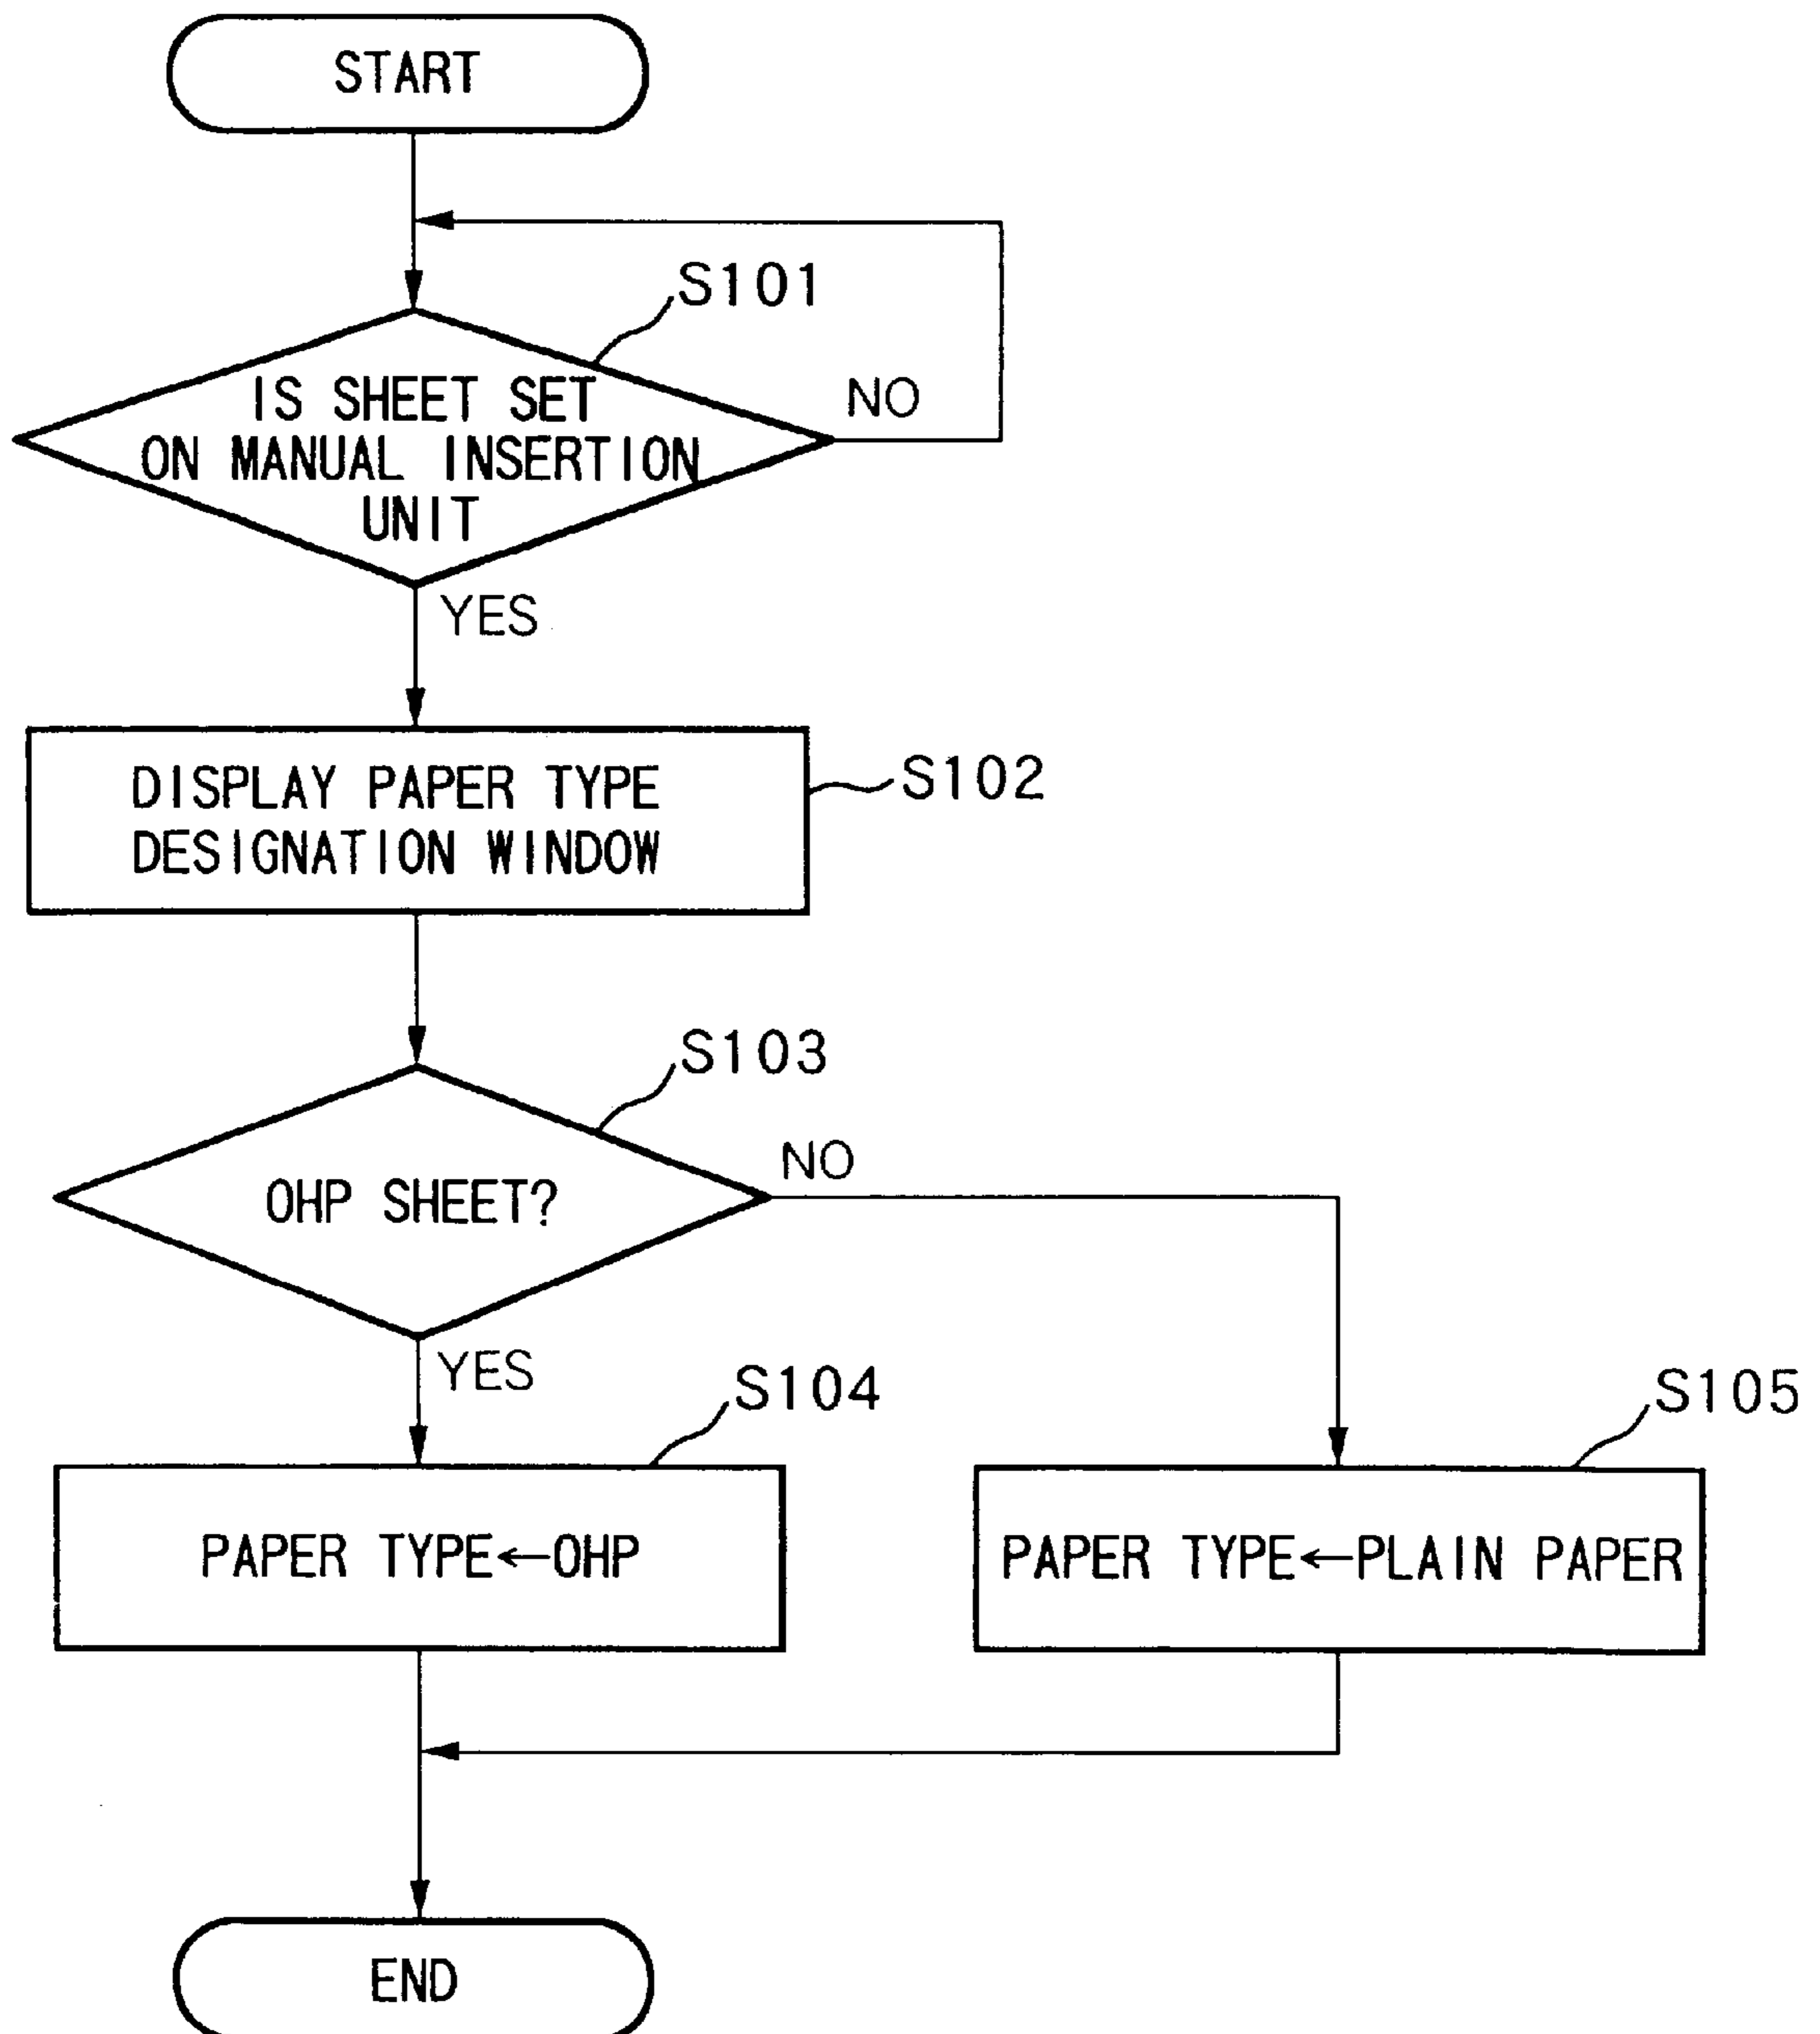 START
S101
IS SHEET SET
ON MANUAL INSERTION
UNIT
NO
YES
DISPLAY PAPER TYPE
DESIGNATION WINDOW
S102
S103
OHP SHEET?
NO
YES
S104
S105
PAPER TYPE←OHP
PAPER TYPE←PLAIN PAPER
END